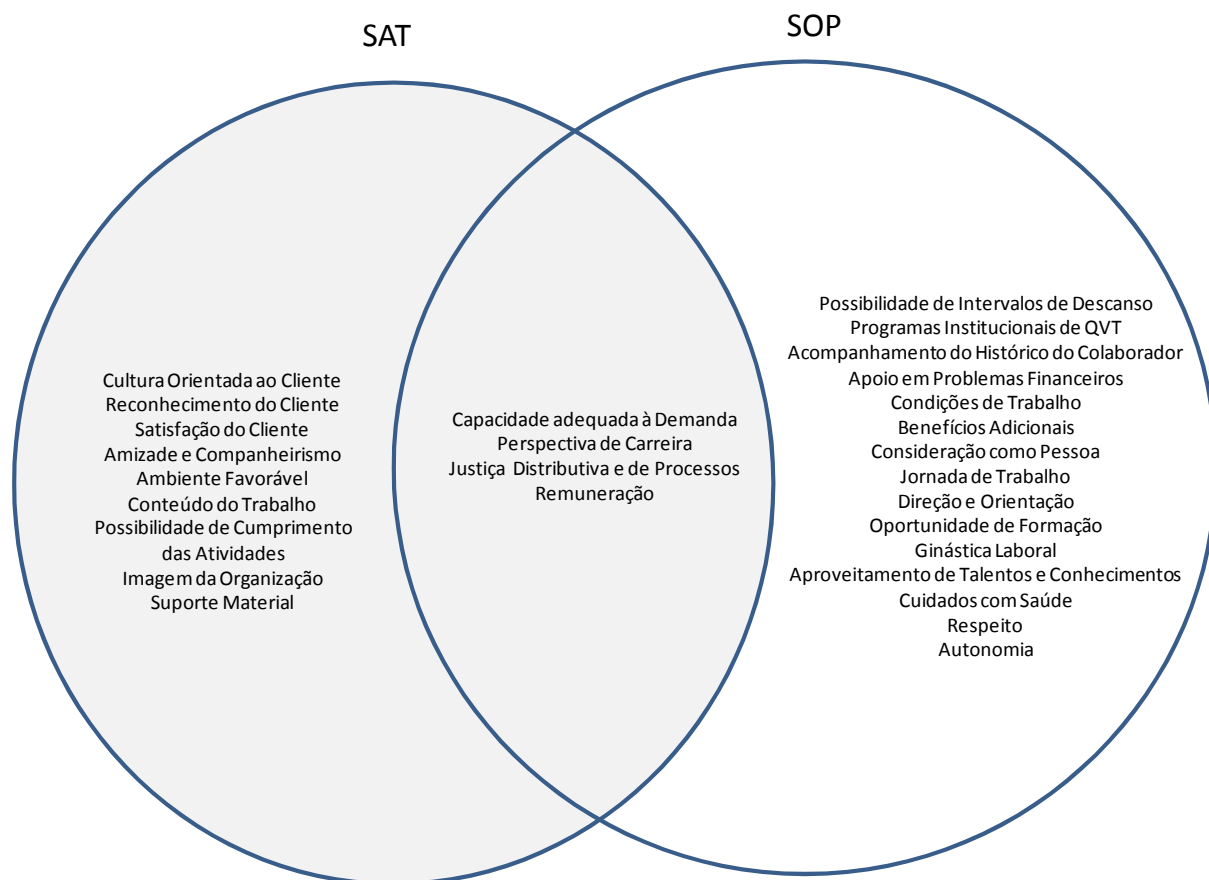 SAT
SOP
Cultura Orientada ao Cliente
Reconhecimento do Cliente
Satisfação do Cliente
Amizade e Companheirismo
Ambiente Favorável
Conteúdo do Trabalho
Possibilidade de Cumprimento
das Atividades
Imagem da Organização
Suporte Material
Capacidade adequada à Demanda
Perspectiva de Carreira
Justiça Distributiva e de Processos
Remuneração
Possibilidade de Intervalos de Descanso
Programas Institucionais de QVT
Acompanhamento do Histórico do Colaborador
Apoio em Problemas Financeiros
Condições de Trabalho
Benefícios Adicionais
Consideração como Pessoa
Jornada de Trabalho
Direção e Orientação
Oportunidade de Formação
Ginástica Laboral
Aproveitamento de Talentos e Conhecimentos
Cuidados com Saúde
Respeito
Autonomia